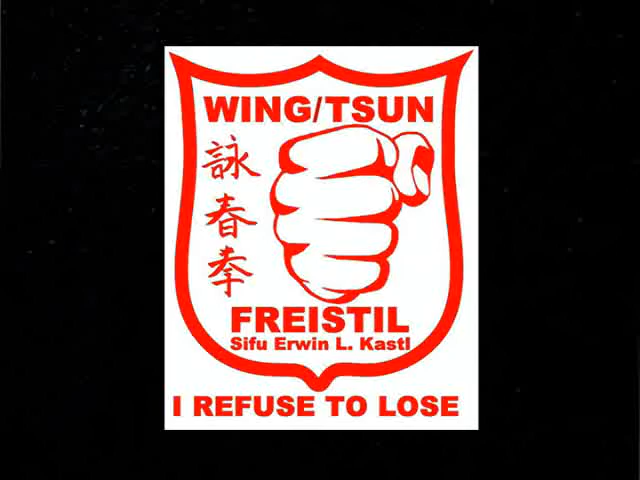 WING/TSUN
詠春拳
FREISTIL
Sifu Erwin L. Kastl
I REFUSE TO LOSE